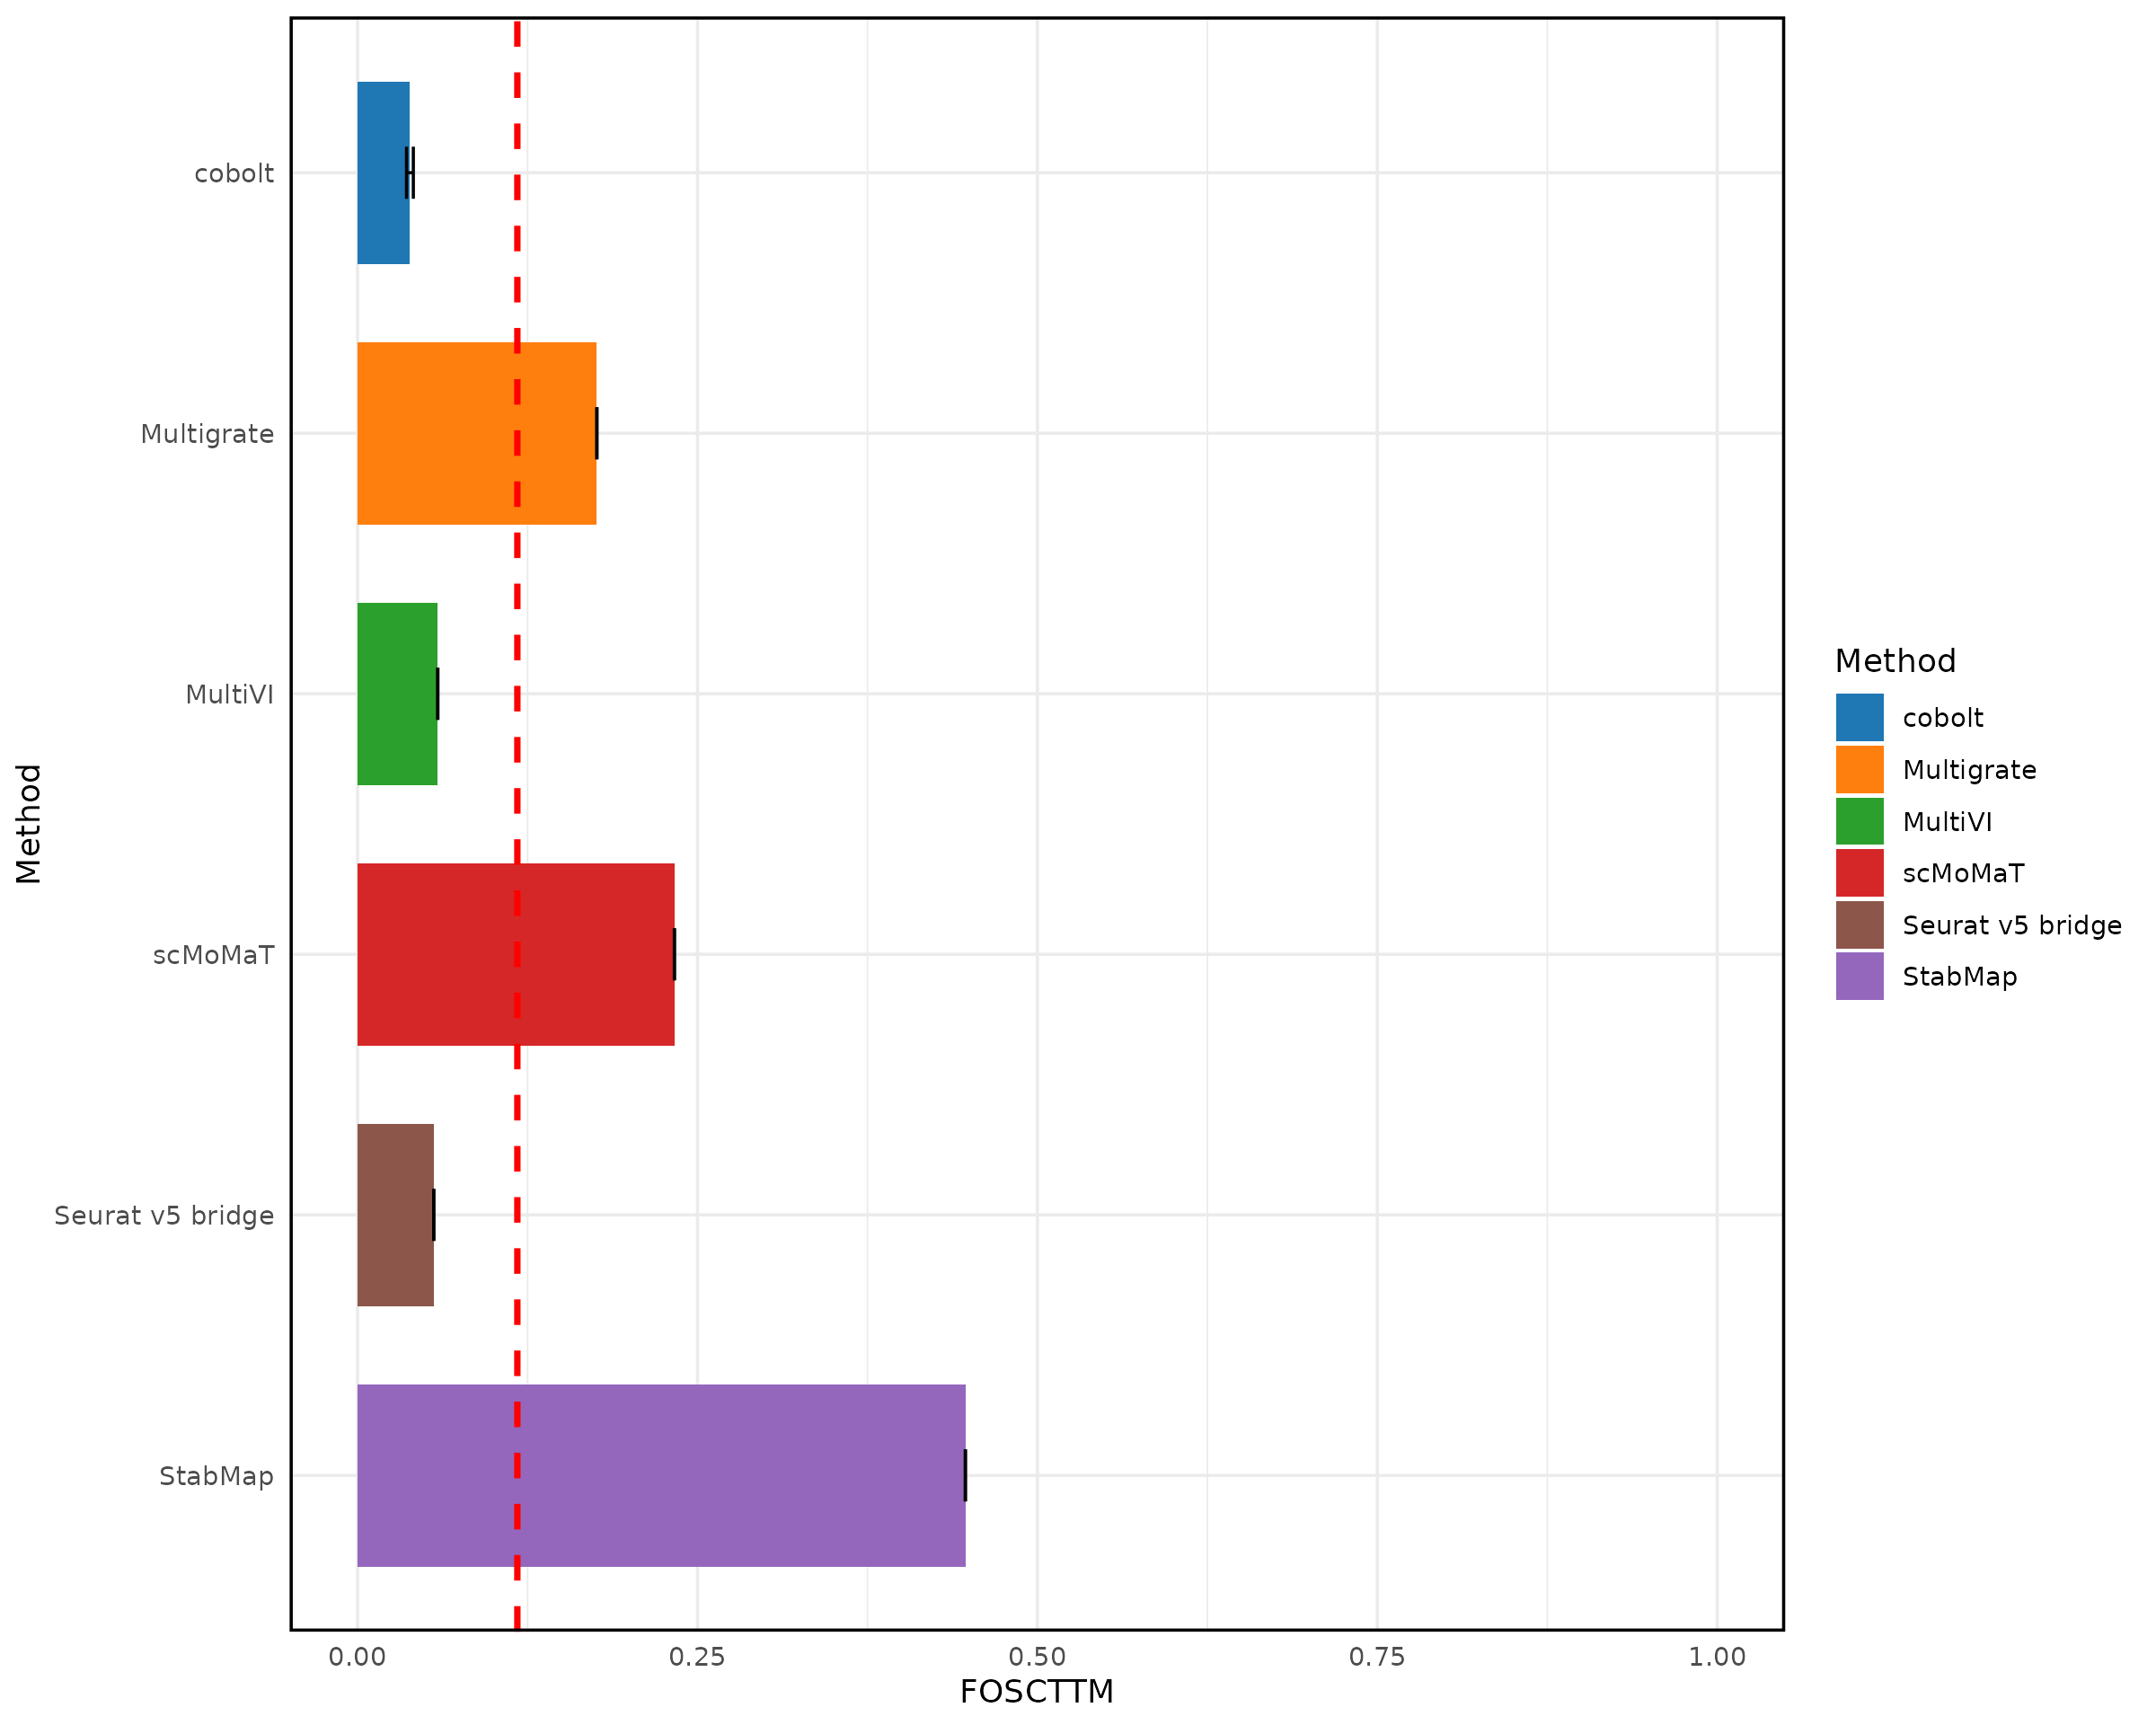 Method
cobolt
Multigrate
MultiVI
scMoMaT
Seurat v5 bridge
StabMap
0.00 0.25 0.50 0.75 1.00
FOSCTTM
Method
cobolt
Multigrate
MultiVI
scMoMaT
Seurat v5 bridge
StabMap